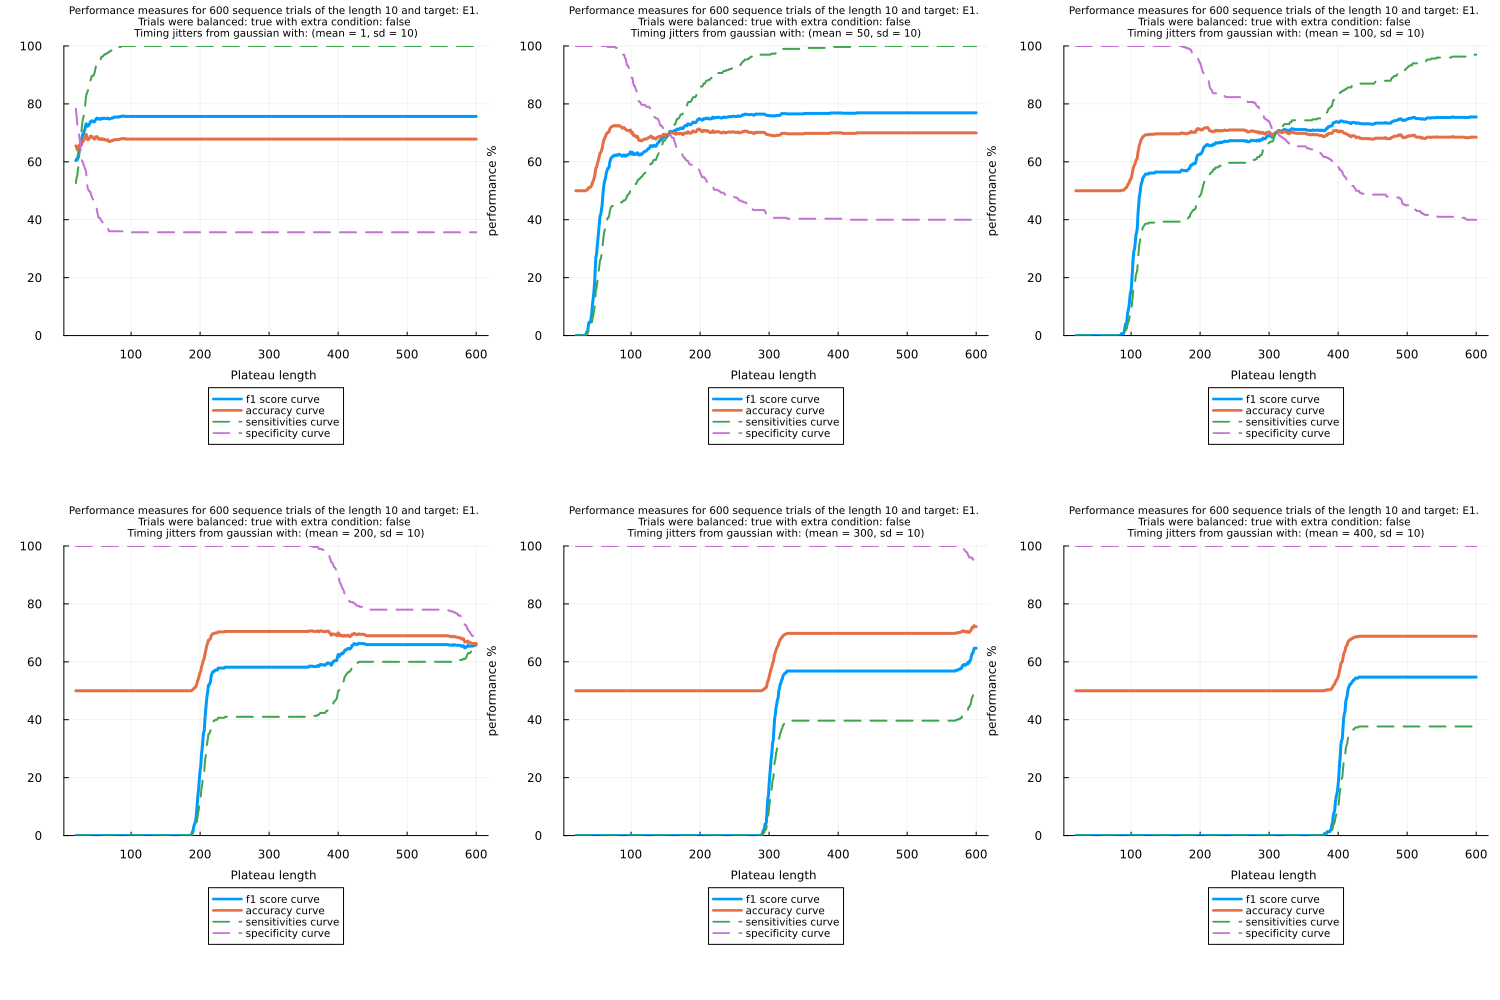 Performance measures for 600 sequence trials of the length 10 and target: E1.
Trials were balanced: true with extra condition: false
Timing jitters from gaussian with: (mean = 1, sd = 10)
100
80
60
40
20
0
100 200 300 400 500 600
Plateau length
f1 score curve
accuracy curve
sensitivities curve
specificity curve
Performance measures for 600 sequence trials of the length 10 and target: E1.
Trials were balanced: true with extra condition: false
Timing jitters from gaussian with: (mean = 50, sd = 10)
performance %
100
80
60
40
20
0
100 200 300 400 500 600
Plateau length
f1 score curve
accuracy curve
sensitivities curve
specificity curve
Performance measures for 600 sequence trials of the length 10 and target: E1.
Trials were balanced: true with extra condition: false
Timing jitters from gaussian with: (mean = 100, sd = 10)
performance %
100
80
60
40
20
0
100 200 300 400 500 600
Plateau length
f1 score curve
accuracy curve
sensitivities curve
specificity curve
Performance measures for 600 sequence trials of the length 10 and target: E1.
Trials were balanced: true with extra condition: false
Timing jitters from gaussian with: (mean = 200, sd = 10)
100
80
60
40
20
0
100 200 300 400 500 600
Plateau length
f1 score curve
accuracy curve
sensitivities curve
specificity curve
Performance measures for 600 sequence trials of the length 10 and target: E1.
Trials were balanced: true with extra condition: false
Timing jitters from gaussian with: (mean = 300, sd = 10)
performance %
100
80
60
40
20
0
100 200 300 400 500 600
Plateau length
f1 score curve
accuracy curve
sensitivities curve
specificity curve
Performance measures for 600 sequence trials of the length 10 and target: E1.
Trials were balanced: true with extra condition: false
Timing jitters from gaussian with: (mean = 400, sd = 10)
performance %
100
80
60
40
20
0
100 200 300 400 500 600
Plateau length
f1 score curve
accuracy curve
sensitivities curve
specificity curve